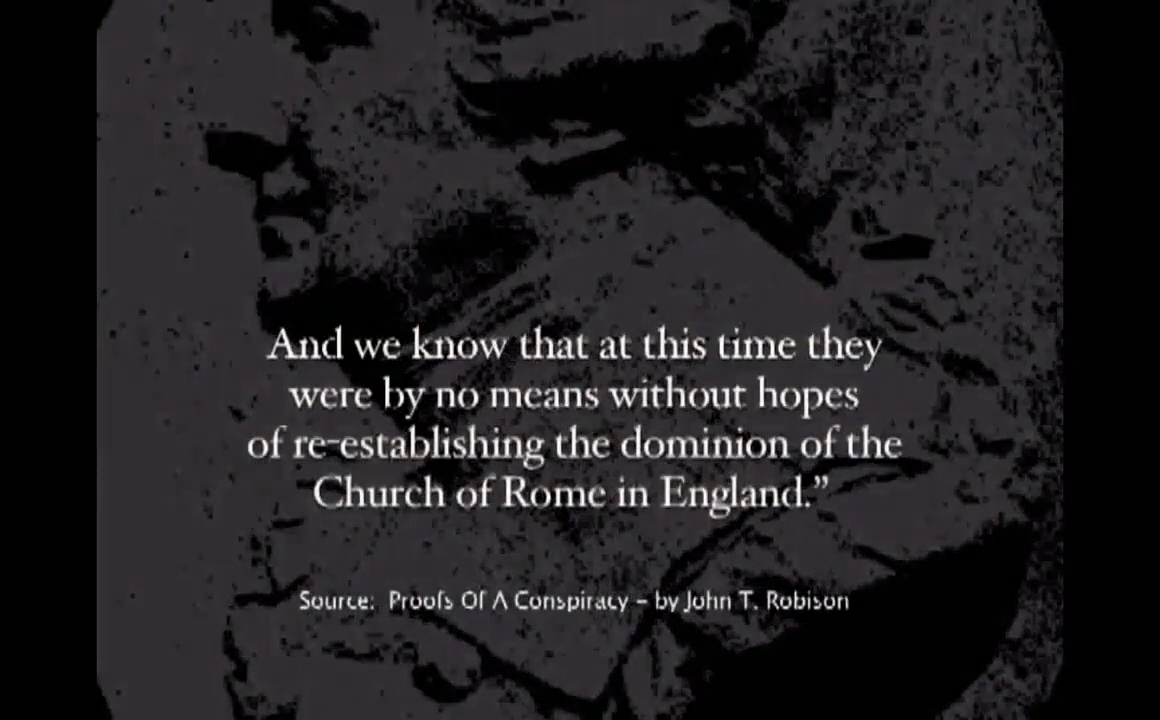 And we know that at this time they
were by no means without hopes
of re-establishing the dominion of the
Church of Rome in England.”
Source: Proofs Of A Conspiracy – by John T. Robison